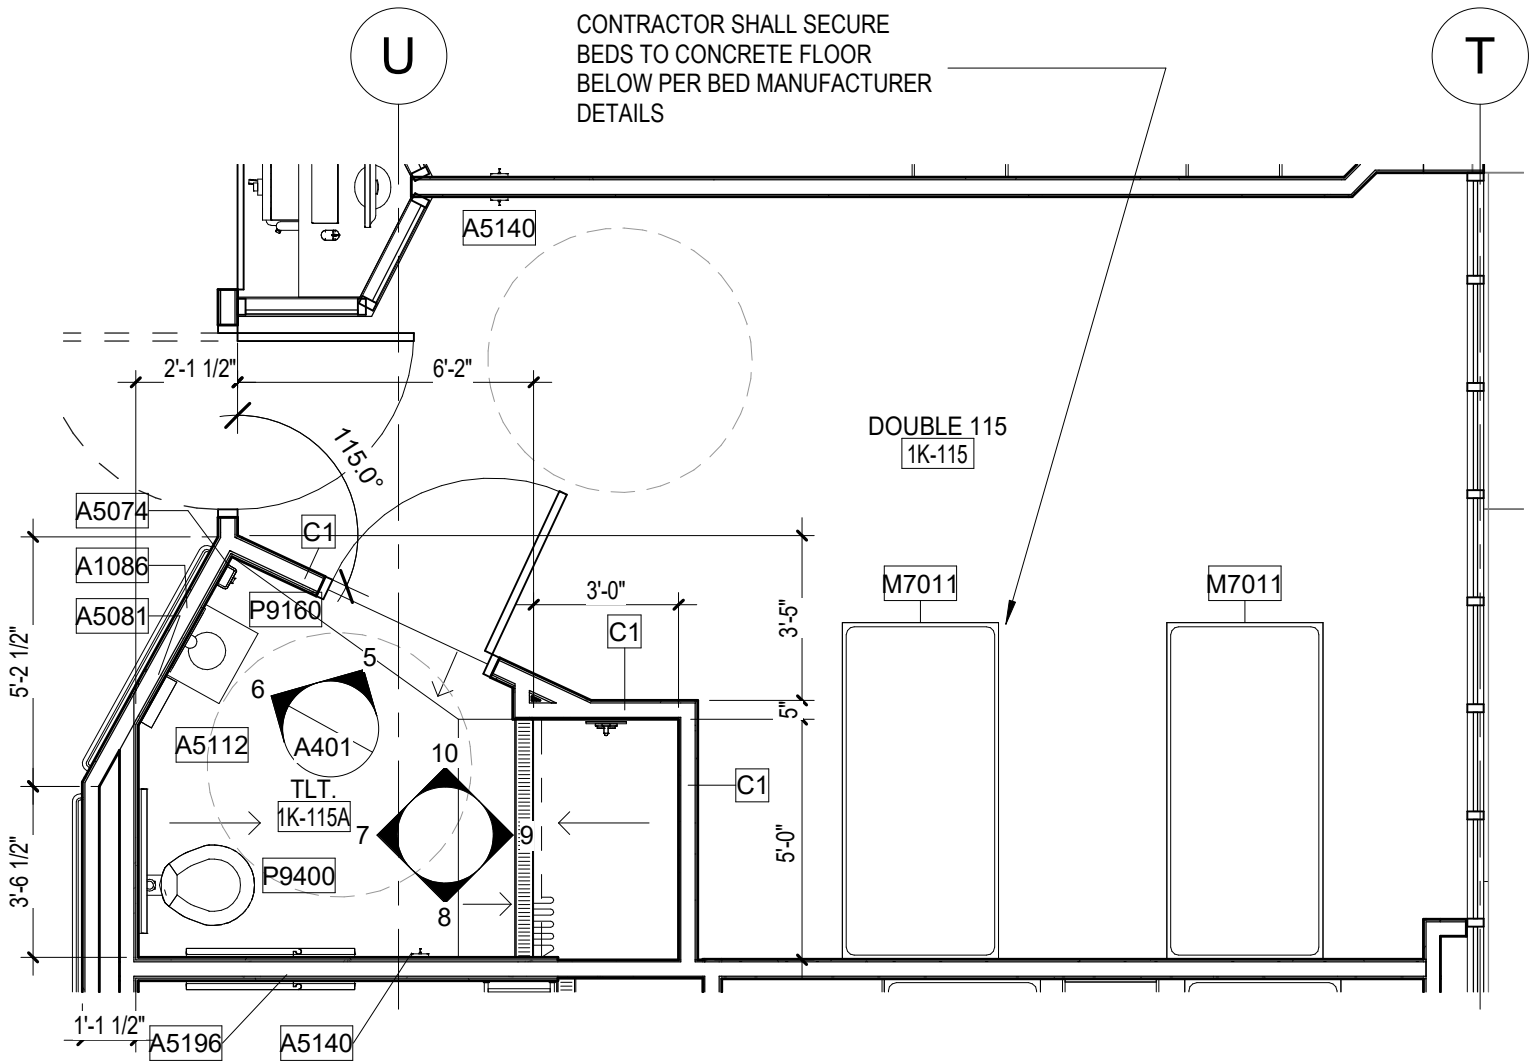 U
CONTRACTOR SHALL SECURE
BEDS TO CONCRETE FLOOR
BELOW PER BED MANUFACTURER
DETAILS
T
A5140
2'-1 1/2"
6'-2"
115.0°
DOUBLE 115
1K-115
A5074
C1
A1086
A5081
P9160
3'-0"
C1
M7011
M7011
3'-5"
5'-2 1/2"
5
6
A5112
A401
5"
10
TLT.
1K-115A
C1
7
9
5'-0"
P9400
3'-6 1/2"
8
1'-1 1/2"
A5196
A5140